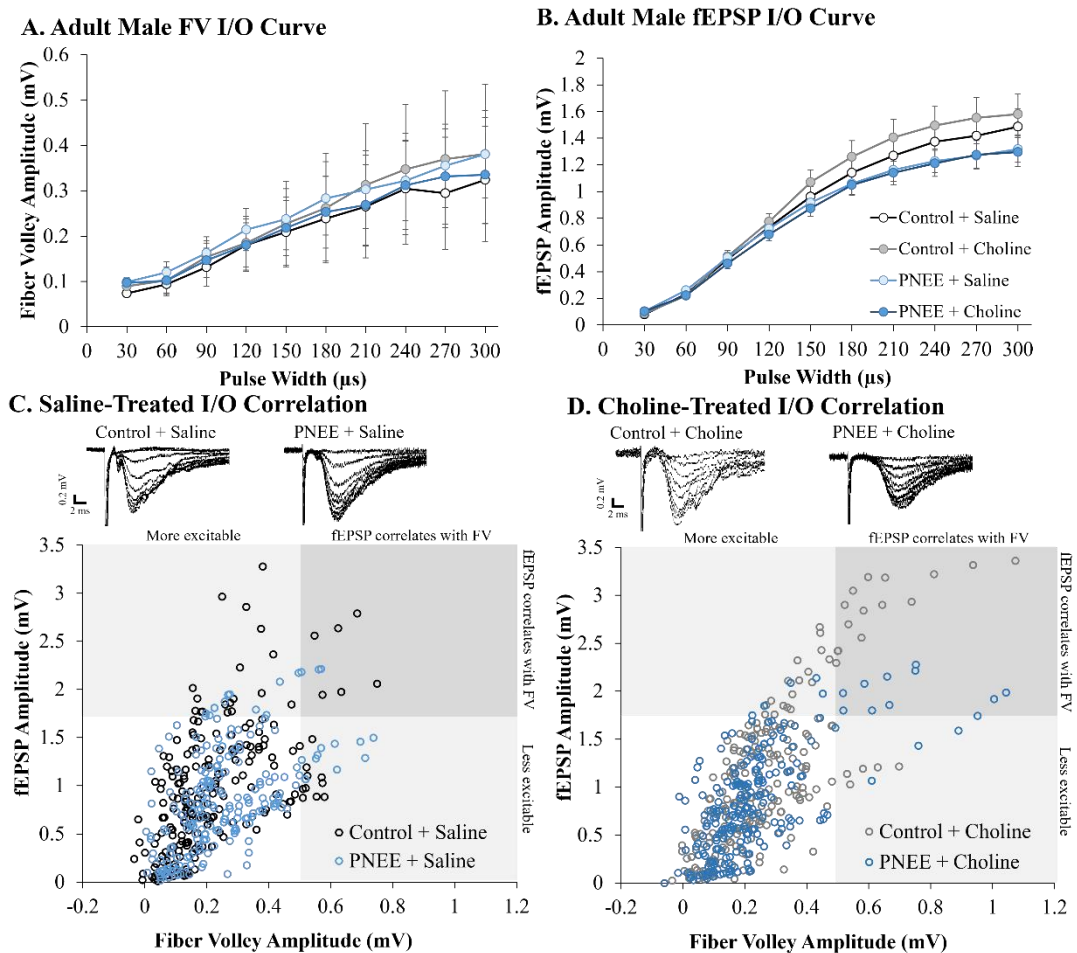 A. Adult Male FV I/O Curve
Fiber Volley Amplitude (mV)
0.6
0.5
0.4
0.3
0.2
0.1
0
0 30 60 90 120 150 180 210 240 270 300
Pulse Width (µs)
B. Adult Male fEPSP I/O Curve
fEPSP Amplitude (mV)
2
1.8
1.6
1.4
1.2
1
0.8
0.6
0.4
0.2
0
Control + Saline
Control + Choline
PNEE + Saline
PNEE + Choline
0 30 60 90 120 150 180 210 240 270 300
Pulse Width (µs)
C. Saline-Treated I/O Correlation
Control + Saline
PNEE + Saline
0.2 mV
2 ms
More excitable
fEPSP correlates with FV
fEPSP correlates with FV
Less excitable
fEPSP Amplitude (mV)
3.5
3
2.5
2
1.5
1
0.5
0
Control + Saline
PNEE + Saline
-0.2 0 0.2 0.4 0.6 0.8 1 1.2
Fiber Volley Amplitude (mV)
D. Choline-Treated I/O Correlation
Control + Choline
PNEE + Choline
0.2 mV
2 ms
More excitable
fEPSP correlates with FV
fEPSP correlates with FV
Less excitable
fEPSP Amplitude (mV)
3.5
3
2.5
2
1.5
1
0.5
0
Control + Choline
PNEE + Choline
-0.2 0 0.2 0.4 0.6 0.8 1 1.2
Fiber Volley Amplitude (mV)